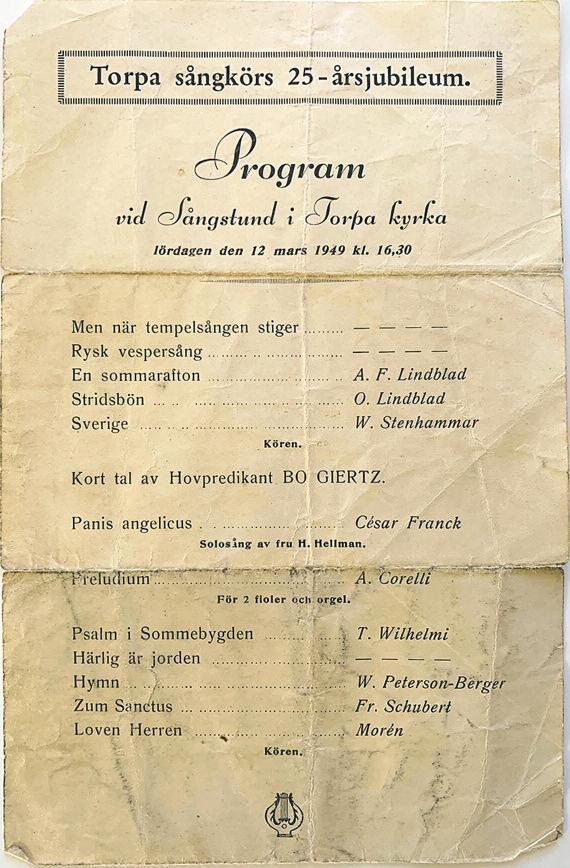 Torpa sångkörs 25-årsjubileum.
Program
vid Sångstund i Torpa kyrka
lördagen den 12 mars 1949 kl. 16,30
Men när tempelsången stiger ........ — — — —
Rysk vespersång ........ — — — —
En sommarafton ........ A. F. Lindblad
Stridsbön ........ O. Lindblad
Sverige ........ W. Stenhammar
Kören.
Kort tal av Hovpredikant BO GIERTZ.
Panis angelicus ........ César Franck
Solosång av fru H. Hellman.
Preludium ........ A. Corelli
För 2 fioler och orgel.
Psalm i Sommebygden ........ T. Wilhelmi
Härlig är jorden ........ — — — —
Hymn ........ W. Peterson-Berger
Zum Sanctus ........ Fr. Schubert
Loven Herren ........ Morén
Kören.